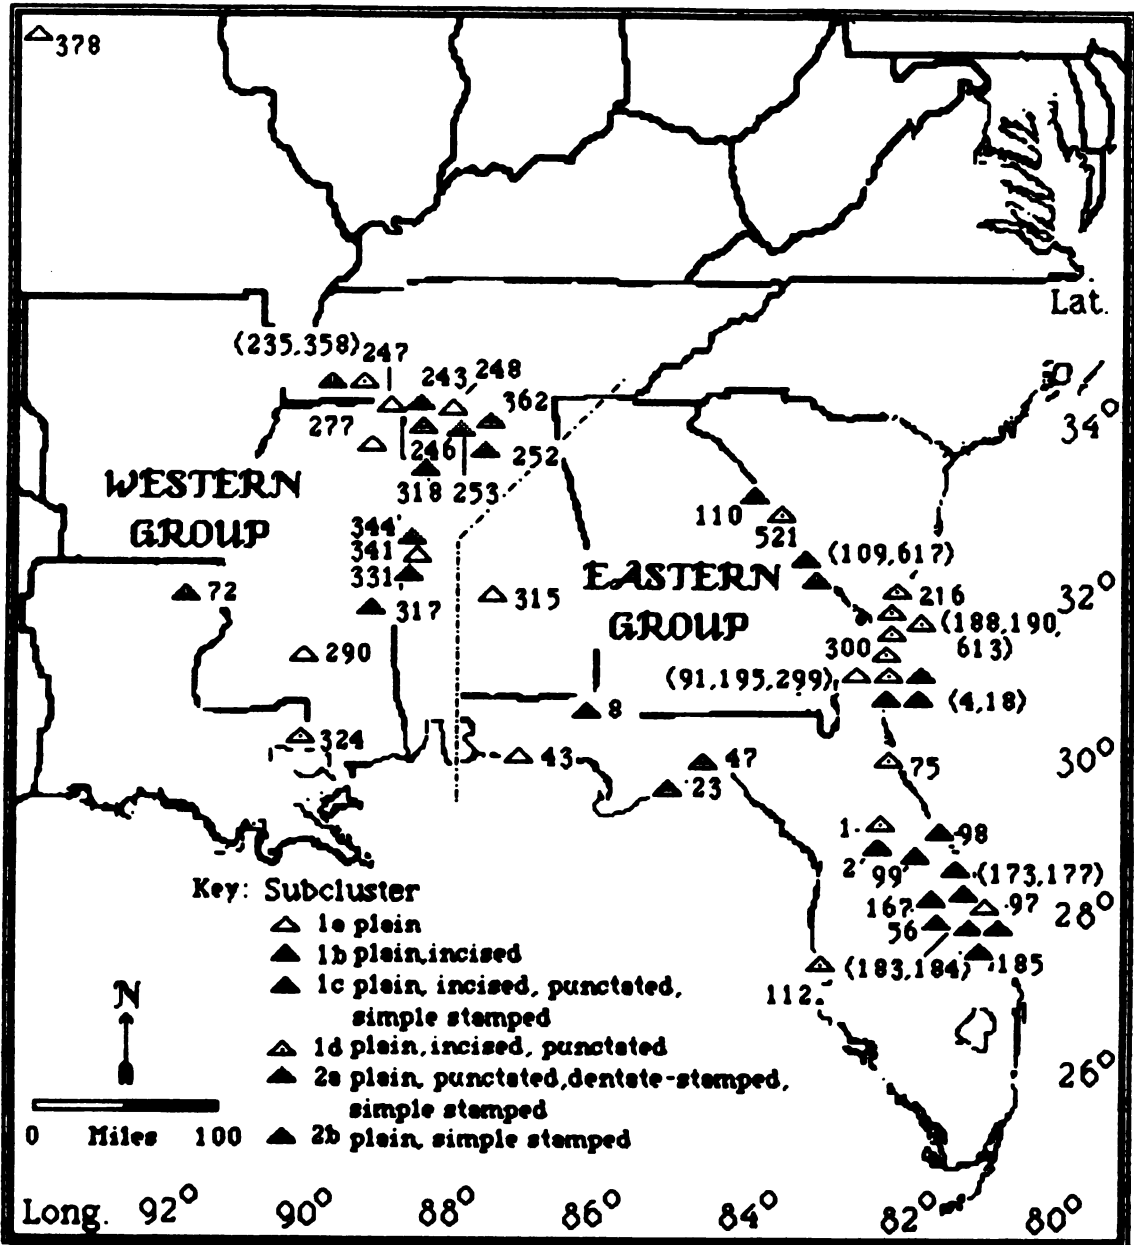 378
Lat.
(235,358)
247
243
248
362
34°
277
246
252
WESTERN
GROUP
318
253
110
521
344
341
331
(109,617)
EASTERN
GROUP
72
317
315
216
32°
(188,190,
613)
290
300
(91,195,299)
8
(4,18)
324
43
47
23
75
30°
1
98
2
99
(173,177)
167
97
28°
56
(183,184)
185
112
Key: Subcluster
1a plain
1b plain,incised
1c plain, incised, punctated,
simple stamped
N
1d plain,incised, punctated
2a plain, punctated,dentate-stamped,
simple stamped
26°
0 Miles 100
2b plain, simple stamped
Long. 92° 90° 88° 86° 84° 82° 80°